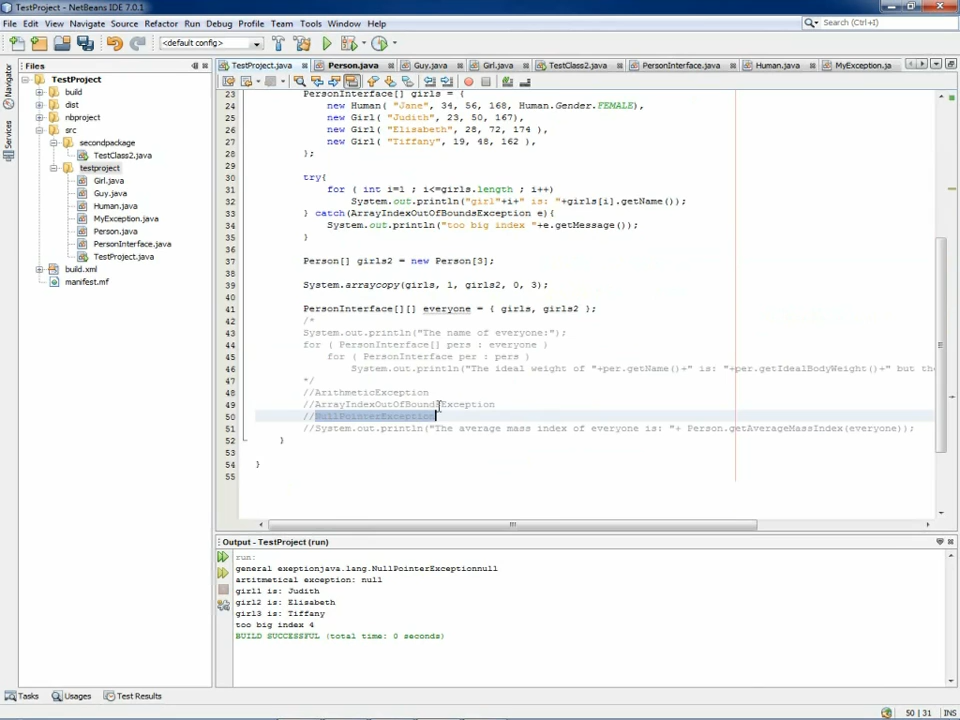 TestProject - NetBeans IDE 7.0.1
File Edit View Navigate Source Refactor Run Debug Profile Team Tools Window Help
Search (Ctrl+I)
<default config>
Files
TestProject.java Person.java Guy.java Girl.java TestClass2.java PersonInterface.java Human.java MyException.ja
Navigator
Services
TestProject
build
dist
nbproject
src
secondpackage
TestClass2.java
testproject
Girl.java
Guy.java
Human.java
MyException.java
Person.java
PersonInterface.java
TestProject.java
build.xml
manifest.mf
23 PersonInterface[] girls = {
24 new Human( "Jane", 34, 56, 168, Human.Gender.FEMALE),
25 new Girl( "Judith", 23, 50, 167),
26 new Girl( "Elisabeth", 28, 72, 174 ),
27 new Girl( "Tiffany", 19, 48, 162 ),
28 };
29
30 try{
31 for ( int i=1 ; i<=girls.length ; i++)
32 System.out.println("girl"+i+" is: "+girls[i].getName());
33 } catch(ArrayIndexOutOfBoundsException e){
34 System.out.println("too big index "+e.getMessage());
35 }
36
37 Person[] girls2 = new Person[3];
38
39 System.arraycopy(girls, 1, girls2, 0, 3);
40
41 PersonInterface[][] everyone = { girls, girls2 };
42 /*
43 System.out.println("The name of everyone:");
44 for ( PersonInterface[] pers : everyone )
45 for ( PersonInterface per : pers )
46 System.out.println("The ideal weight of "+per.getName()+" is: "+per.getIdealBodyWeight()+" but the
47 */
48 //ArithmeticException
49 //ArrayIndexOutOfBoundsException
50 //NullPointerException
51 //System.out.println("The average mass index of everyone is: "+ Person.getAverageMassIndex(everyone));
52 }
53
54 }
55
Output - TestProject (run)
run:
general exeptionjava.lang.NullPointerExceptionnull
artitmetical exception: null
girl1 is: Judith
girl2 is: Elisabeth
girl3 is: Tiffany
too big index 4
BUILD SUCCESSFUL (total time: 0 seconds)
Tasks Usages Test Results
50 | 31 INS